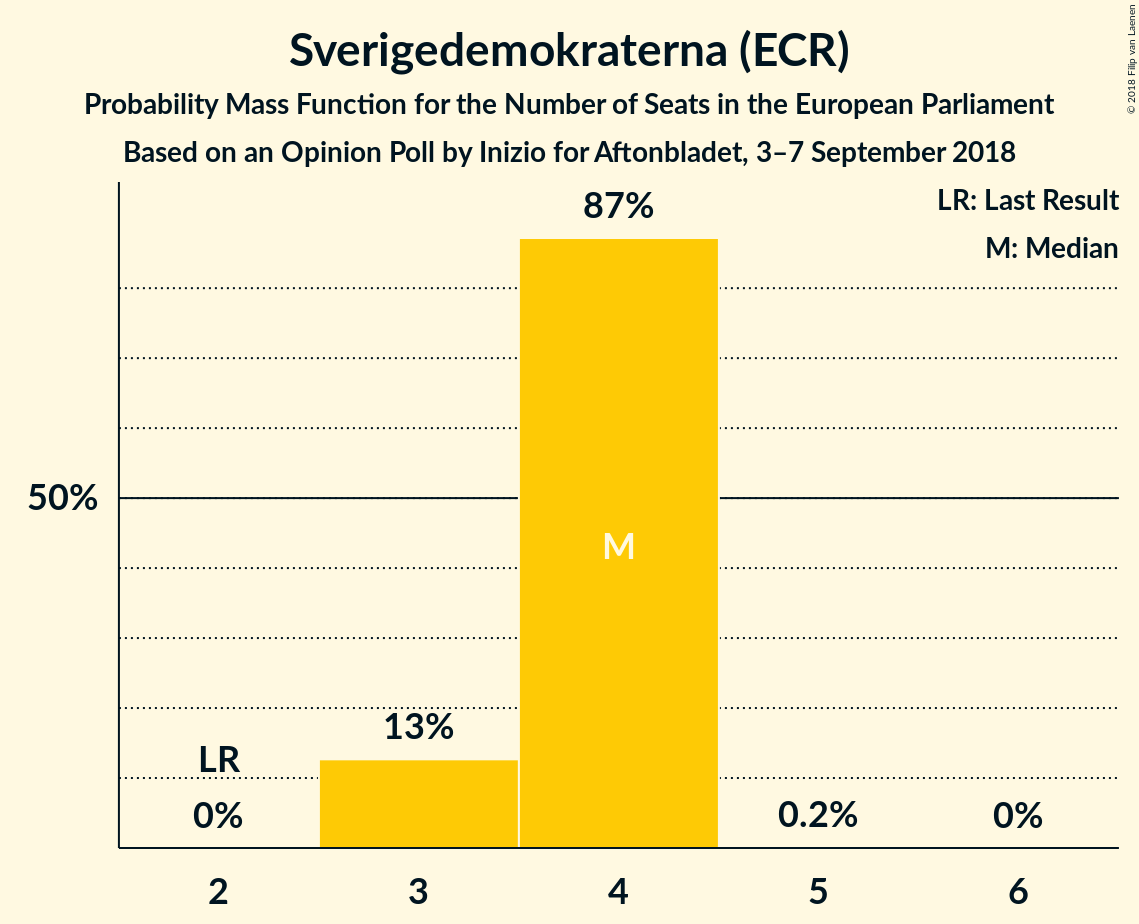 Sverigedemokraterna (ECR)
Probability Mass Function for the Number of Seats in the European Parliament
Based on an Opinion Poll by Inizio for Aftonbladet, 3–7 September 2018
© 2018 Filip van Laenen
LR: Last Result
M: Median
87%
50%
M
13%
LR
0%
0.2%
0%
2 3 4 5 6